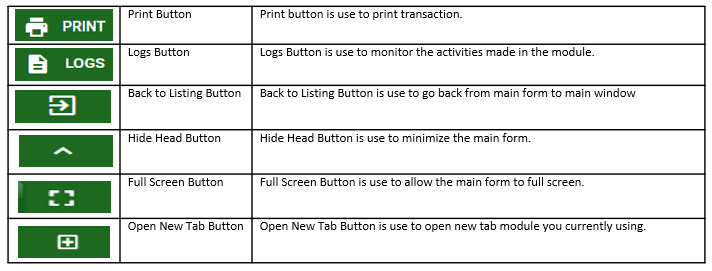 PRINT Print Button Print button is use to print transaction.
LOGS Logs Button Logs Button is use to monitor the activities made in the module.
Back to Listing Button Back to Listing Button is use to go back from main form to main window
Hide Head Button Hide Head Button is use to minimize the main form.
Full Screen Button Full Screen Button is use to allow the main form to full screen.
Open New Tab Button Open New Tab Button is use to open new tab module you currently using.